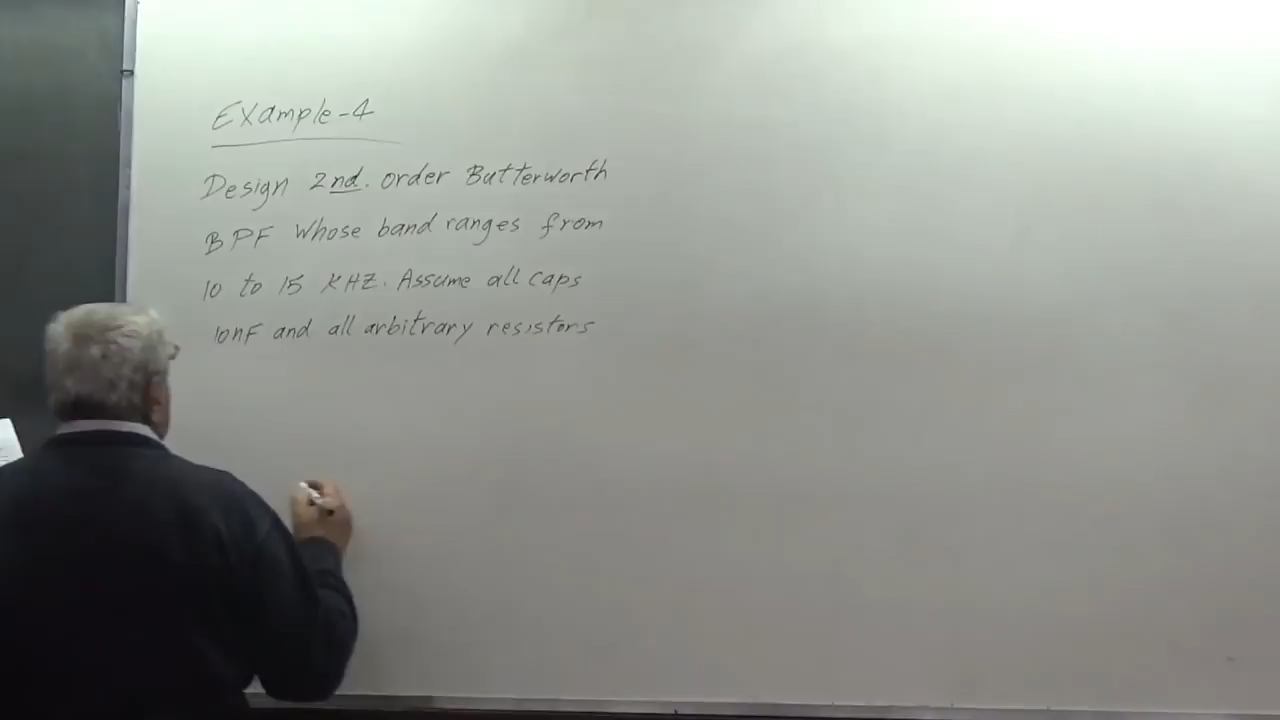 Example-4
Design 2nd. order Butterworth
BPF whose band ranges from
10 to 15 KHZ. Assume all caps
10nF and all arbitrary resistors